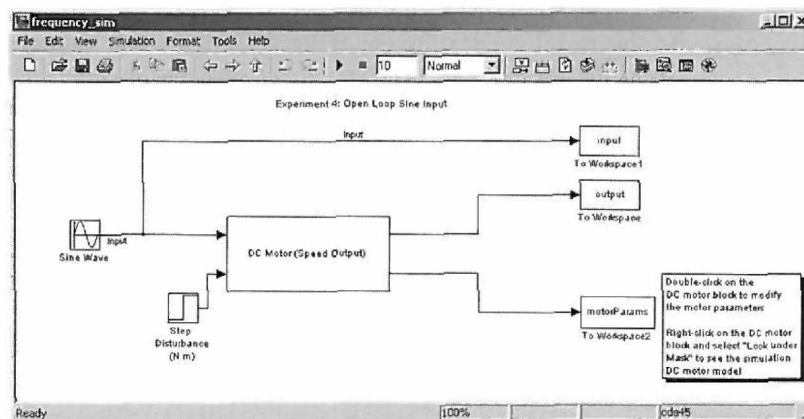 frequency_sim
File Edit View Simulation Format Tools Help
10 Normal
Experiment 4: Open Loop Sine Input
Input
input
To Workspace1
output
To Workspace
Input
Sine Wave
DC Motor(Speed Output)
Step
Disturbance
(N m)
motorParams
To Workspace2
Double-click on the
DC motor block to modify
the motor parameters
Right-click on the DC motor
block and select "Look under
Mask" to see the simulation
DC motor model
Ready 100% ode45